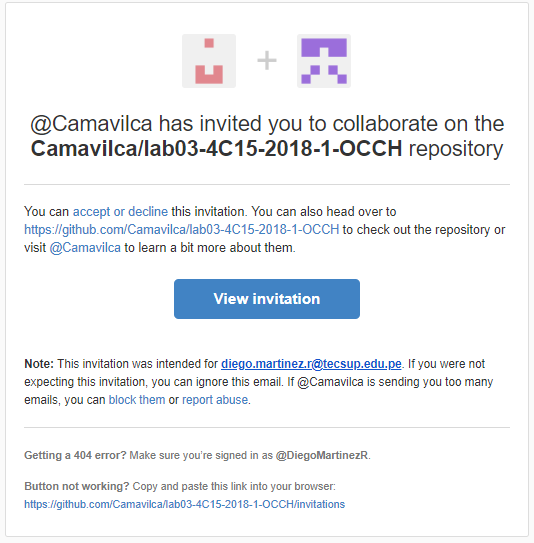 @Camavilca has invited you to collaborate on the
Camavilca/lab03-4C15-2018-1-OCCH repository
You can accept or decline this invitation. You can also head over to
https://github.com/Camavilca/lab03-4C15-2018-1-OCCH to check out the repository or
visit @Camavilca to learn a bit more about them.
View invitation
Note: This invitation was intended for diego.martinez.r@tecsup.edu.pe. If you were not
expecting this invitation, you can ignore this email. If @Camavilca is sending you too many
emails, you can block them or report abuse.
Getting a 404 error? Make sure you're signed in as @DiegoMartinezR.
Button not working? Copy and paste this link into your browser:
https://github.com/Camavilca/lab03-4C15-2018-1-OCCH/invitations